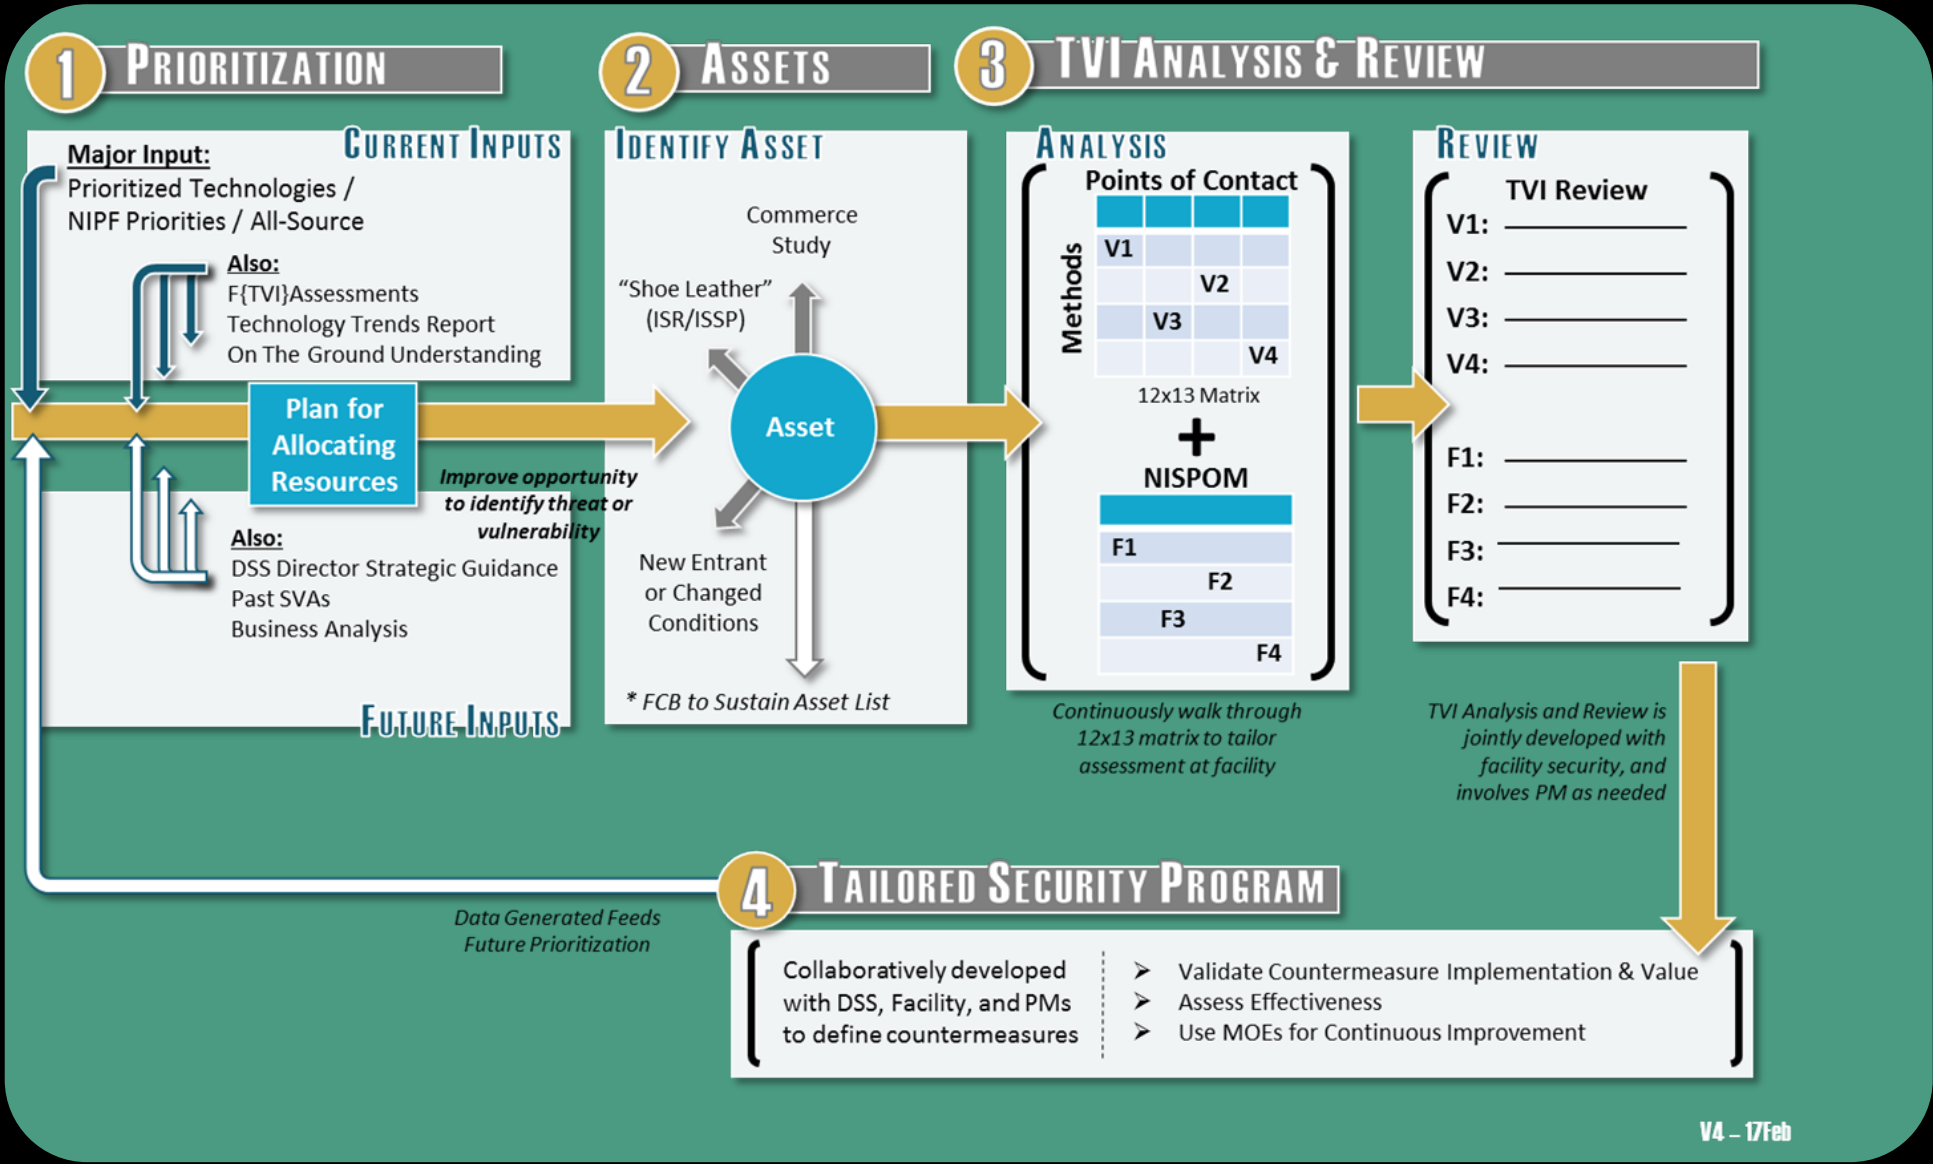 1 PRIORITIZATION
CURRENT INPUTS
Major Input:
Prioritized Technologies /
NIPF Priorities / All-Source
Also:
F{TVI}Assessments
Technology Trends Report
On The Ground Understanding
Plan for
Allocating
Resources
Improve opportunity
to identify threat or
vulnerability
Also:
DSS Director Strategic Guidance
Past SVAs
Business Analysis
FUTURE INPUTS
2 ASSETS
IDENTIFY ASSET
Commerce
Study
“Shoe Leather”
(ISR/ISSP)
Asset
New Entrant
or Changed
Conditions
* FCB to Sustain Asset List
3 TVI ANALYSIS & REVIEW
ANALYSIS
Points of Contact
Methods
V1
V2
V3
V4
12x13 Matrix
+
NISPOM
F1
F2
F3
F4
Continuously walk through
12x13 matrix to tailor
assessment at facility
REVIEW
TVI Review
V1:
V2:
V3:
V4:
F1:
F2:
F3:
F4:
TVI Analysis and Review is
jointly developed with
facility security, and
involves PM as needed
4 TAILORED SECURITY PROGRAM
Data Generated Feeds
Future Prioritization
Collaboratively developed
with DSS, Facility, and PMs
to define countermeasures
Validate Countermeasure Implementation & Value
Assess Effectiveness
Use MOEs for Continuous Improvement
V4 – 17Feb